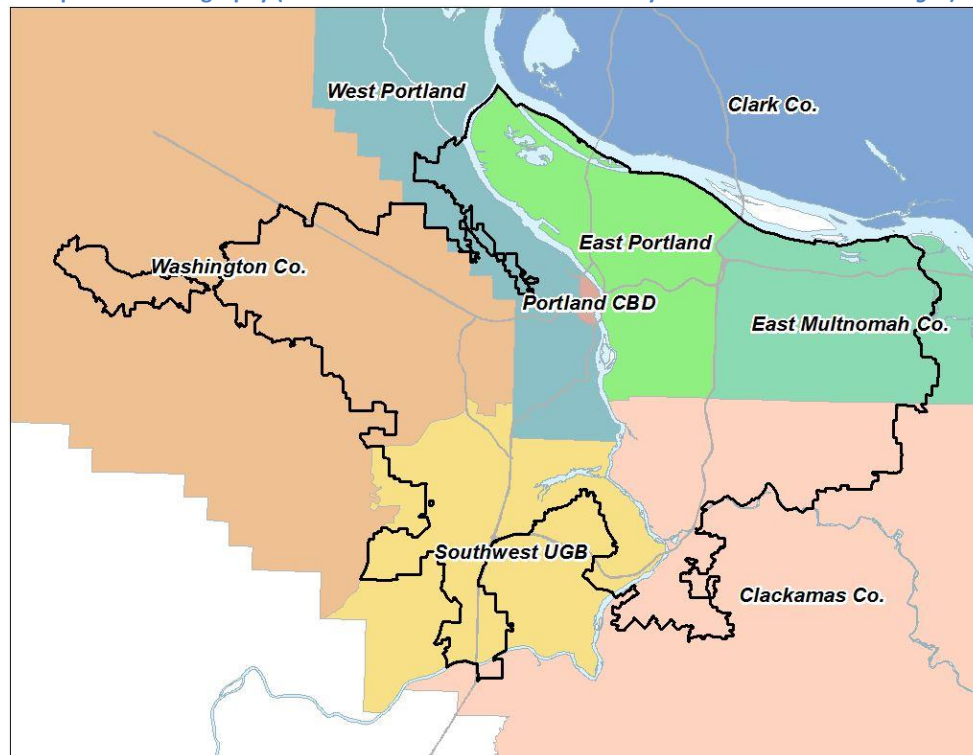 West Portland
Clark Co.
East Portland
Washington Co.
Portland CBD
East Multnomah Co.
Southwest UGB
Clackamas Co.